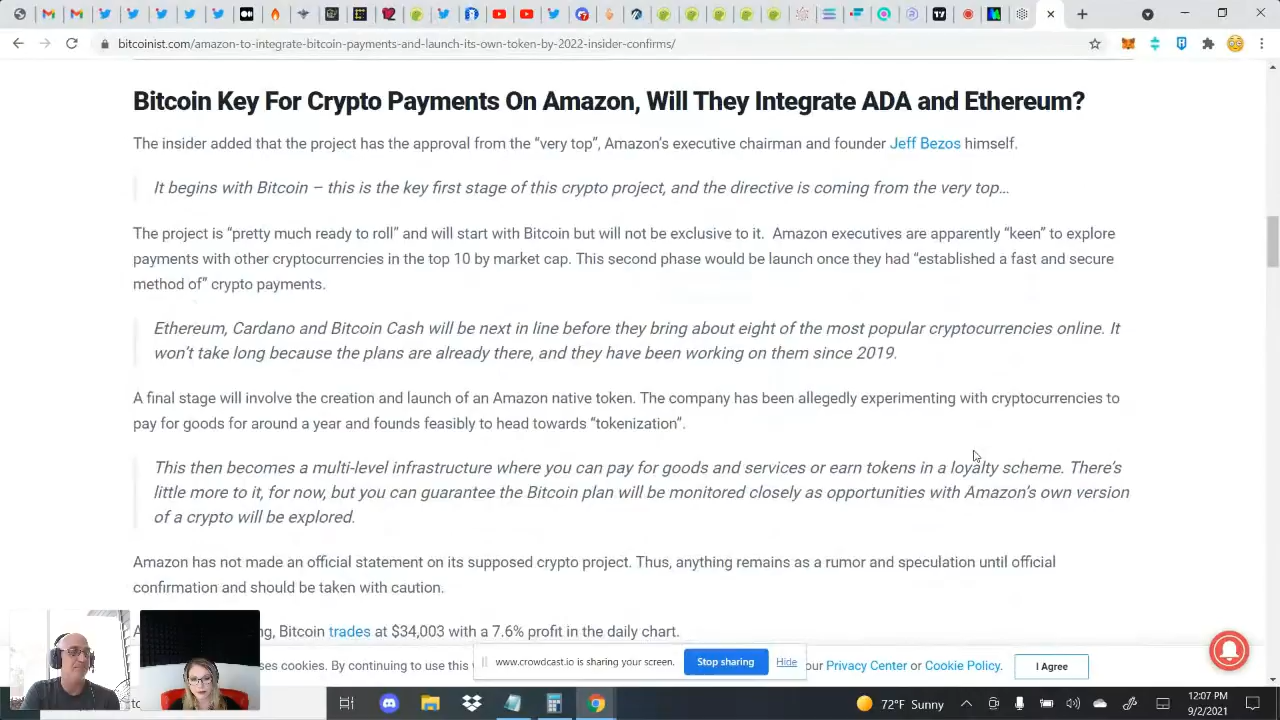 bitcoinist.com/amazon-to-integrate-bitcoin-payments-and-launch-its-own-token-by-2022-insider-confirms/
Bitcoin Key For Crypto Payments On Amazon, Will They Integrate ADA and Ethereum?
The insider added that the project has the approval from the “very top”, Amazon’s executive chairman and founder Jeff Bezos himself.
It begins with Bitcoin – this is the key first stage of this crypto project, and the directive is coming from the very top…
The project is “pretty much ready to roll” and will start with Bitcoin but will not be exclusive to it. Amazon executives are apparently “keen” to explore
payments with other cryptocurrencies in the top 10 by market cap. This second phase would be launch once they had “established a fast and secure
method of” crypto payments.
Ethereum, Cardano and Bitcoin Cash will be next in line before they bring about eight of the most popular cryptocurrencies online. It
won’t take long because the plans are already there, and they have been working on them since 2019.
A final stage will involve the creation and launch of an Amazon native token. The company has been allegedly experimenting with cryptocurrencies to
pay for goods for around a year and founds feasibly to head towards “tokenization”.
This then becomes a multi-level infrastructure where you can pay for goods and services or earn tokens in a loyalty scheme. There’s
little more to it, for now, but you can guarantee the Bitcoin plan will be monitored closely as opportunities with Amazon’s own version
of a crypto will be explored.
Amazon has not made an official statement on its supposed crypto project. Thus, anything remains as a rumor and speculation until official
confirmation and should be taken with caution.
Bitcoin trades at $34,003 with a 7.6% profit in the daily chart.
www.crowdcast.io is sharing your screen. Stop sharing Hide
uses cookies. By continuing to use this our Privacy Center or Cookie Policy. I Agree
72°F Sunny
12:07 PM
9/2/2021